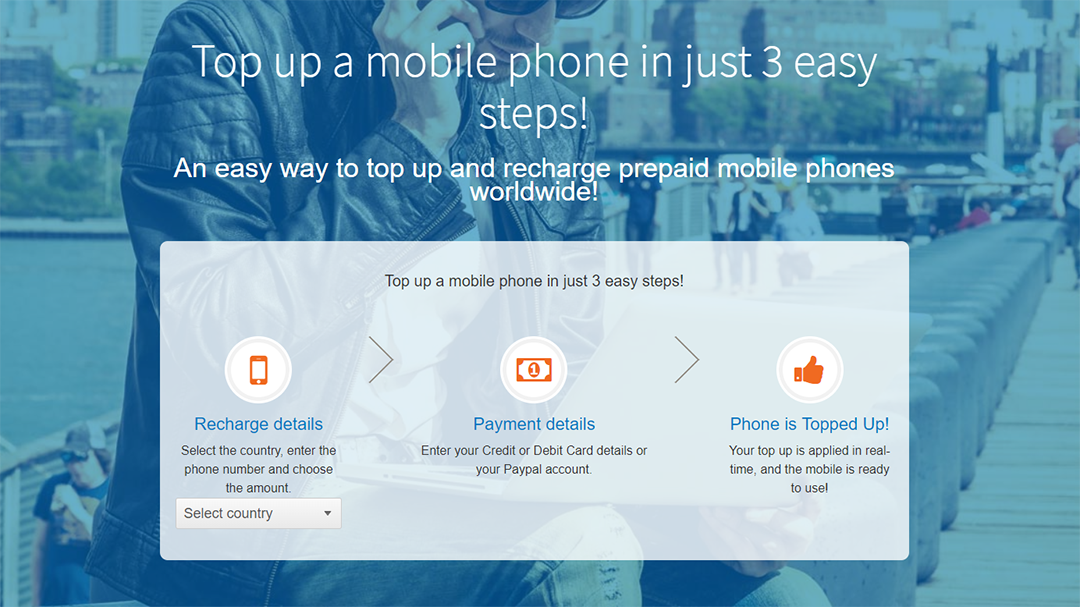 Top up a mobile phone in just 3 easy
steps!
An easy way to top up and recharge prepaid mobile phones
worldwide!
Top up a mobile phone in just 3 easy steps!
1
Recharge details
Select the country, enter the
phone number and choose
the amount.
Select country
Payment details
Enter your Credit or Debit Card details or
your Paypal account.
Phone is Topped Up!
Your top up is applied in real-
time, and the mobile is ready
to use!